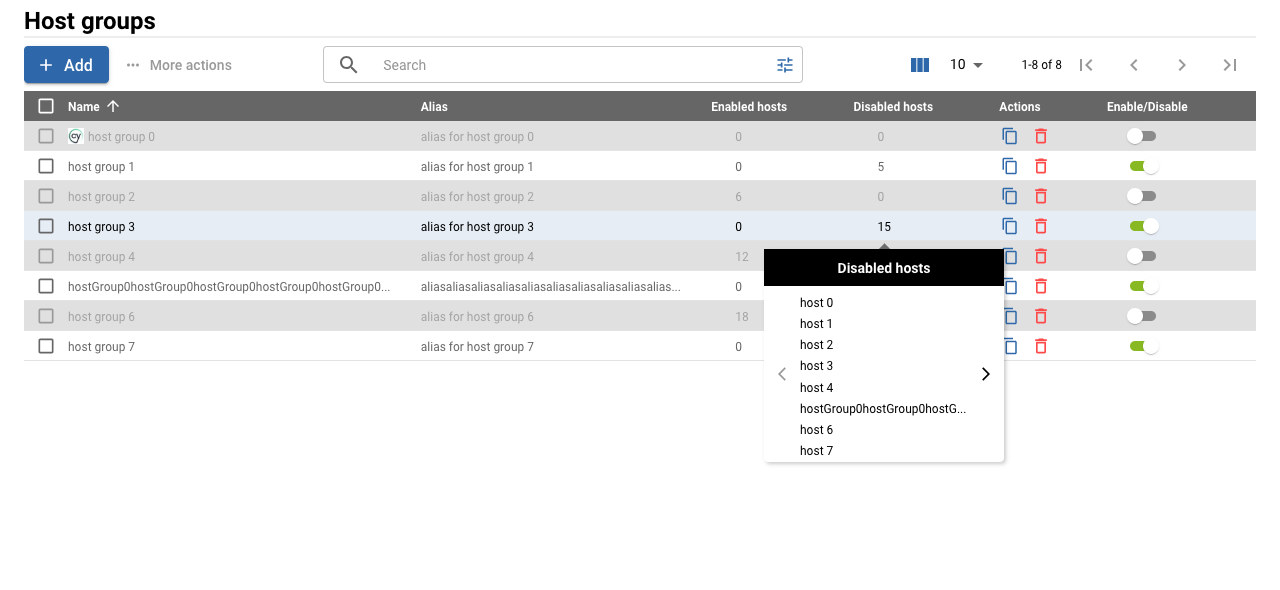 Host groups
Add
More actions
Search
10
1-8 of 8
Name Alias Enabled hosts Disabled hosts Actions Enable/Disable
cy host group 0 alias for host group 0 0 0
host group 1 alias for host group 1 0 5
host group 2 alias for host group 2 6 0
host group 3 alias for host group 3 0 15
host group 4 alias for host group 4 12
hostGroup0hostGroup0hostGroup0hostGroup0hostGroup0... aliasaliasaliasaliasaliasaliasaliasaliasaliasalias... 0
host group 6 alias for host group 6 18
host group 7 alias for host group 7 0
Disabled hosts
host 0
host 1
host 2
host 3
host 4
hostGroup0hostGroup0hostG...
host 6
host 7